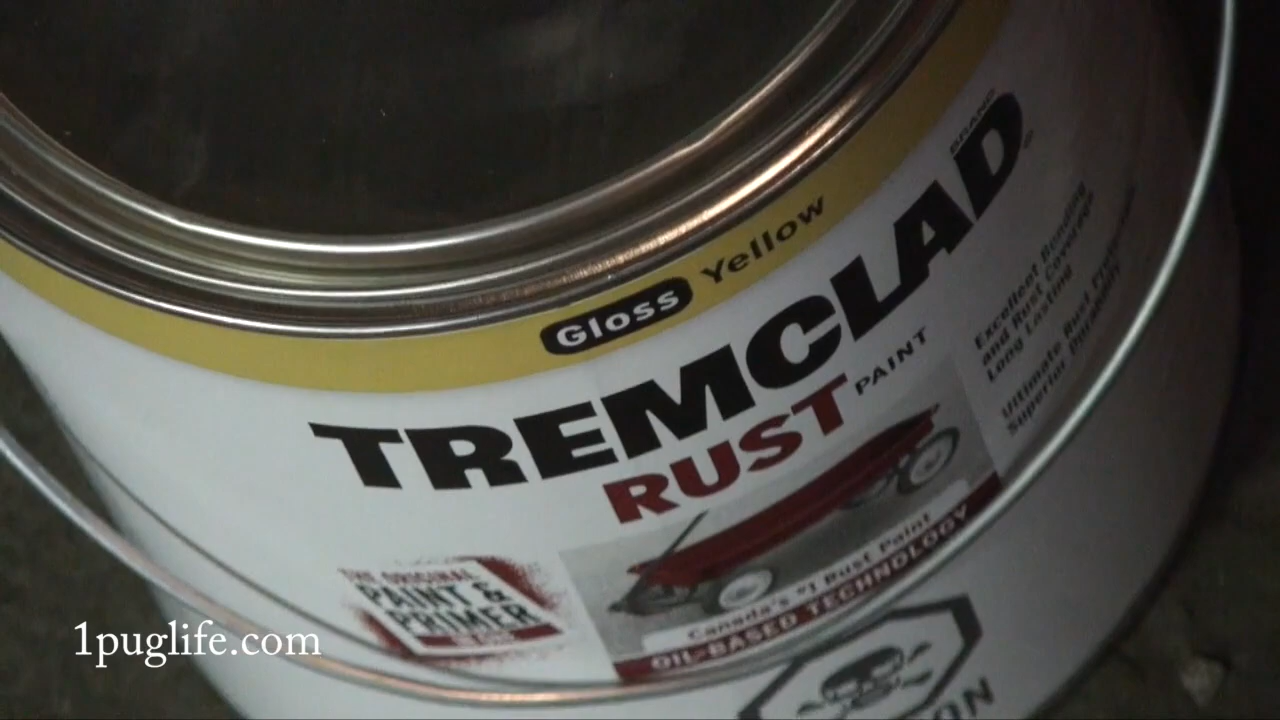 Gloss Yellow
BRAND
TREMCLAD
RUST PAINT
Excellent Bonding
and Rust Coverage
Long Lasting
Ultimate Rust
Superior Durability
THE ORIGINAL
PAINT &
PRIMER
Canada's #1 Rust Paint
OIL-BASED TECHNOLOGY
1puglife.com